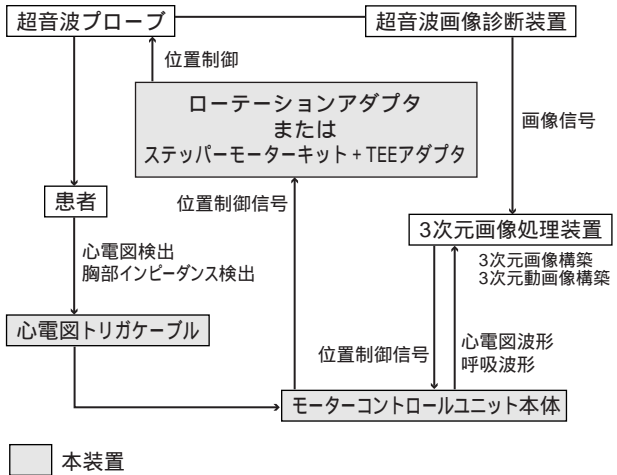 超音波プローブ
超音波画像診断装置
位置制御
ローテーションアダプタ
または
ステッパーモーターキット + TEEアダプタ
画像信号
患者
位置制御信号
3次元画像処理装置
3次元画像構築
3次元動画像構築
心電図検出
胸部インピーダンス検出
心電図トリガケーブル
位置制御信号
心電図波形
呼吸波形
モーターコントロールユニット本体
本装置